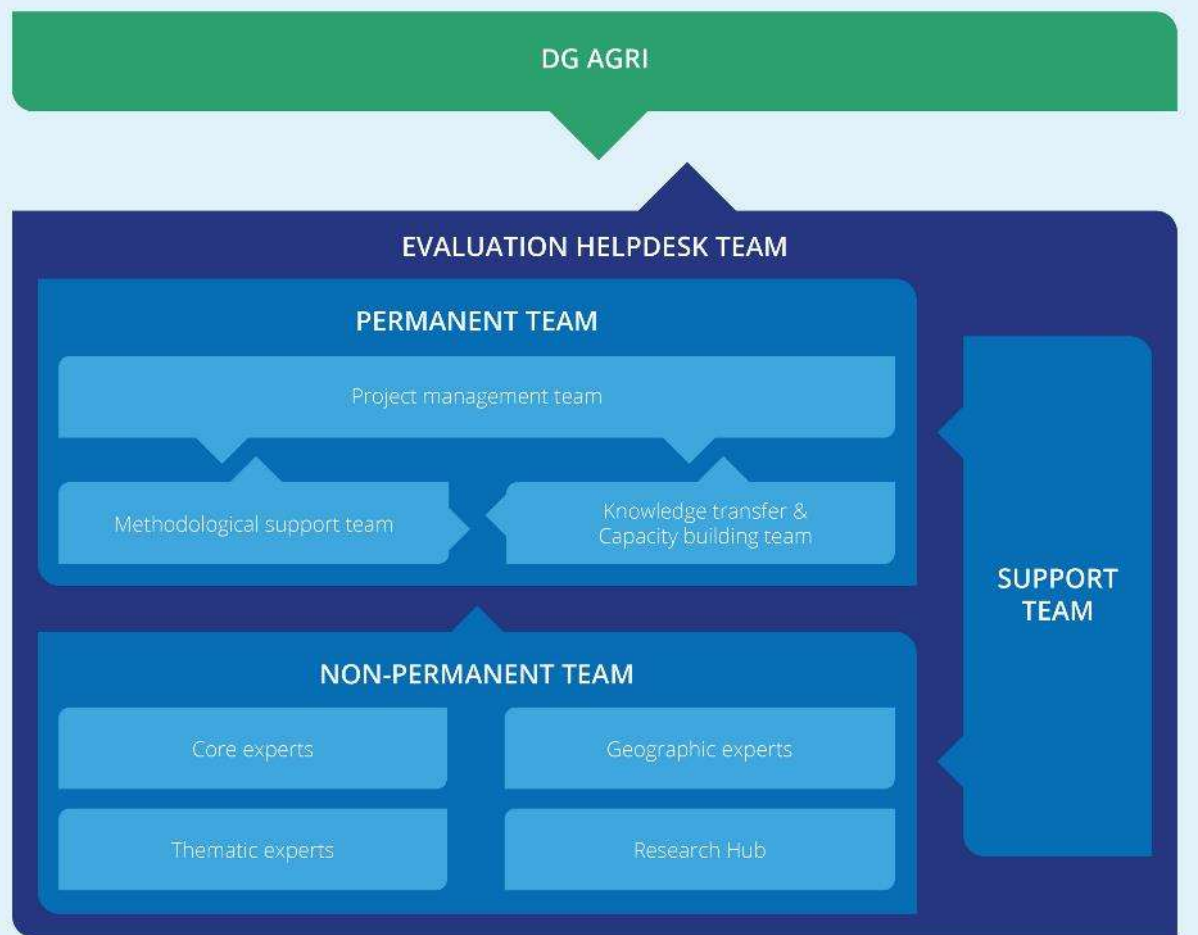 DG AGRI
EVALUATION HELPDESK TEAM
PERMANENT TEAM
Project management team
Methodological support team
Knowledge transfer &
Capacity building team
SUPPORT
TEAM
NON-PERMANENT TEAM
Core experts
Geographic experts
Thematic experts
Research Hub